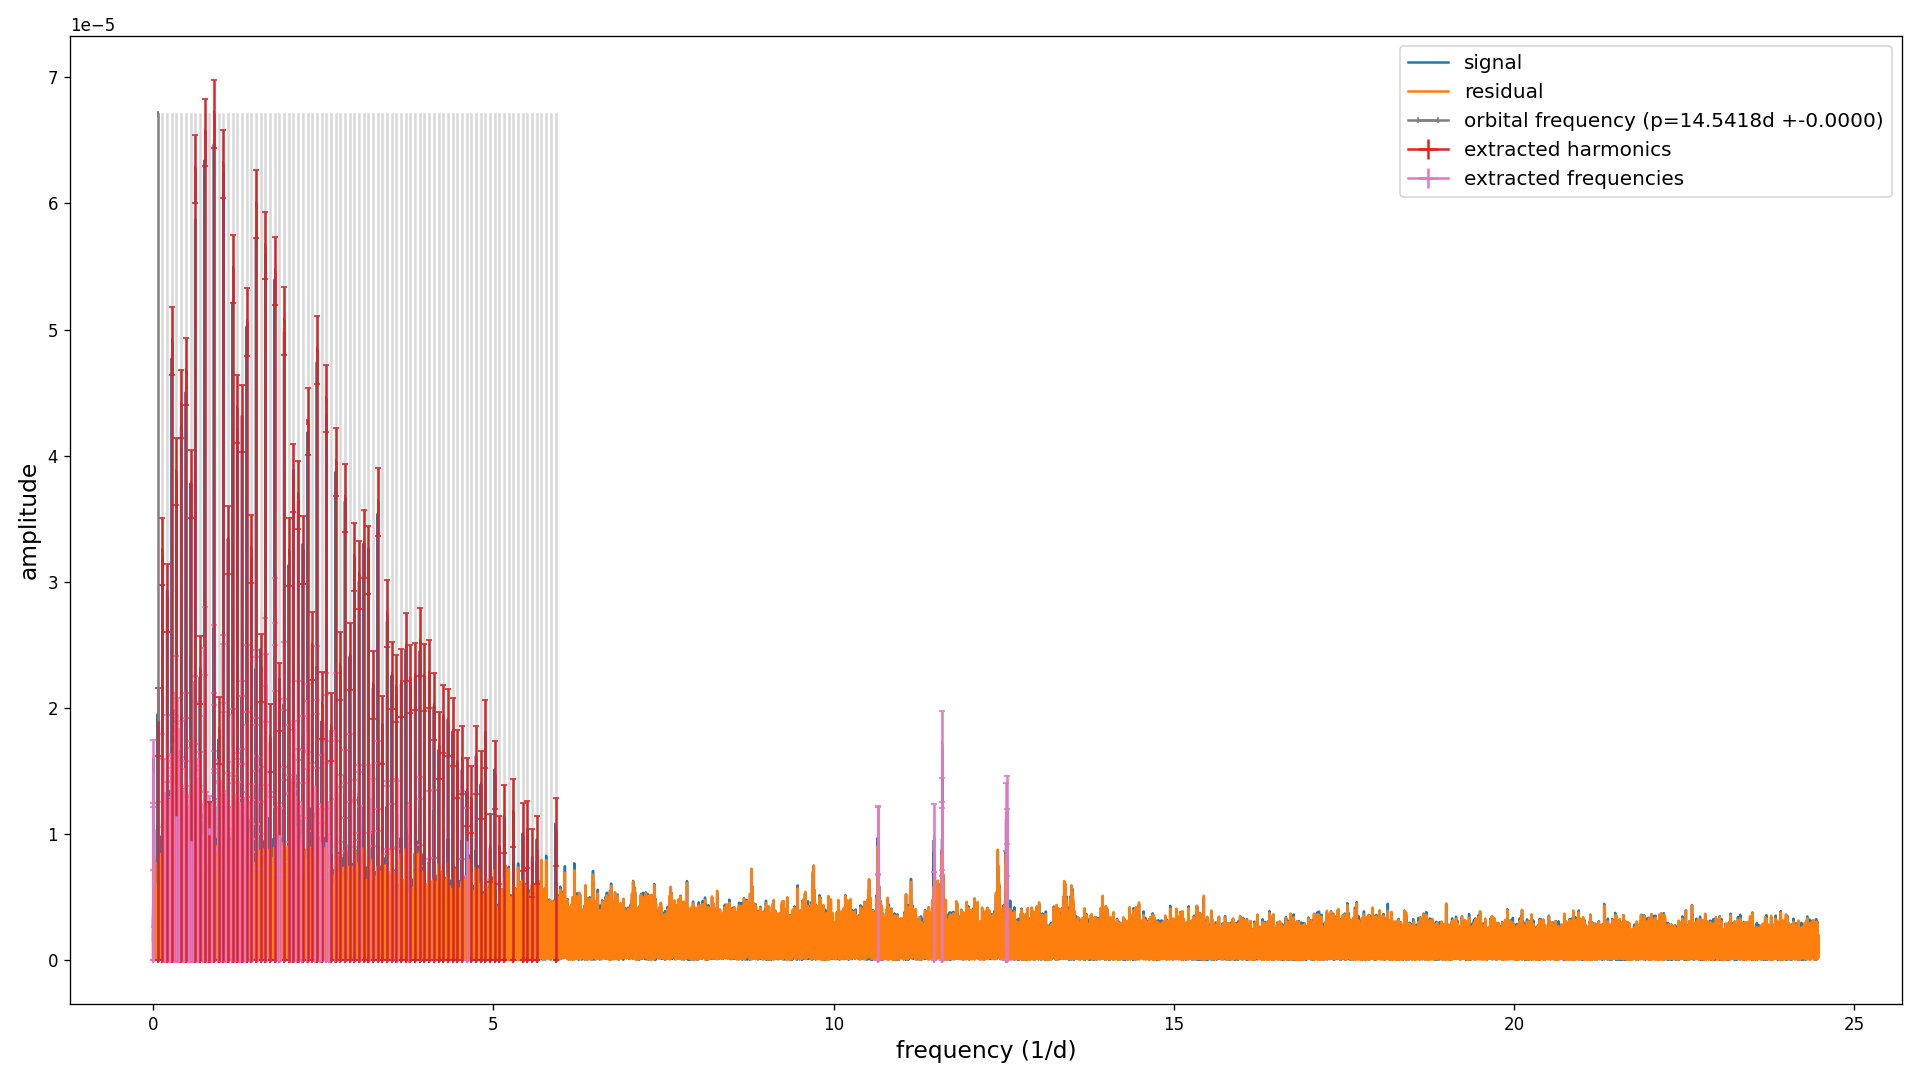 1e−5
7
6
5
4
3
2
1
0
amplitude
0
5
10
15
20
25
frequency (1/d)
signal
residual
orbital frequency (p=14.5418d +-0.0000)
extracted harmonics
extracted frequencies